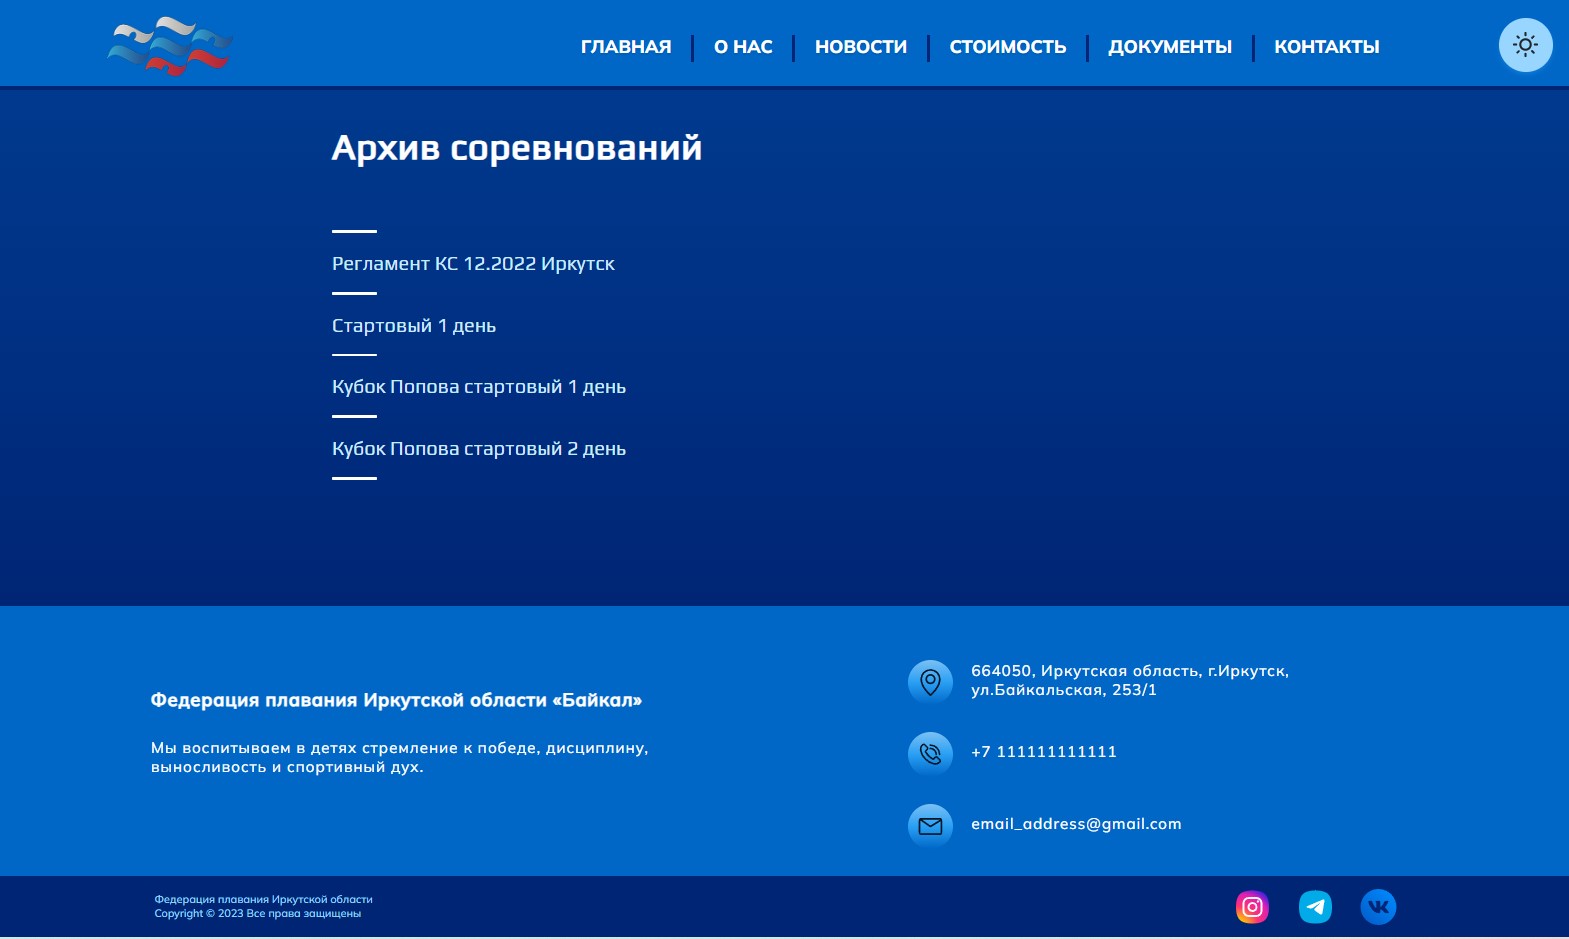 ГЛАВНАЯ О НАС НОВОСТИ СТОИМОСТЬ ДОКУМЕНТЫ КОНТАКТЫ
Архив соревнований
Регламент КС 12.2022 Иркутск
Стартовый 1 день
Кубок Попова стартовый 1 день
Кубок Попова стартовый 2 день
Федерация плавания Иркутской области «Байкал»
Мы воспитываем в детях стремление к победе, дисциплину,
выносливость и спортивный дух.
664050, Иркутская область, г.Иркутск,
ул.Байкальская, 253/1
+7 111111111111
email_address@gmail.com
Федерация плавания Иркутской области
Copyright © 2023 Все права защищены